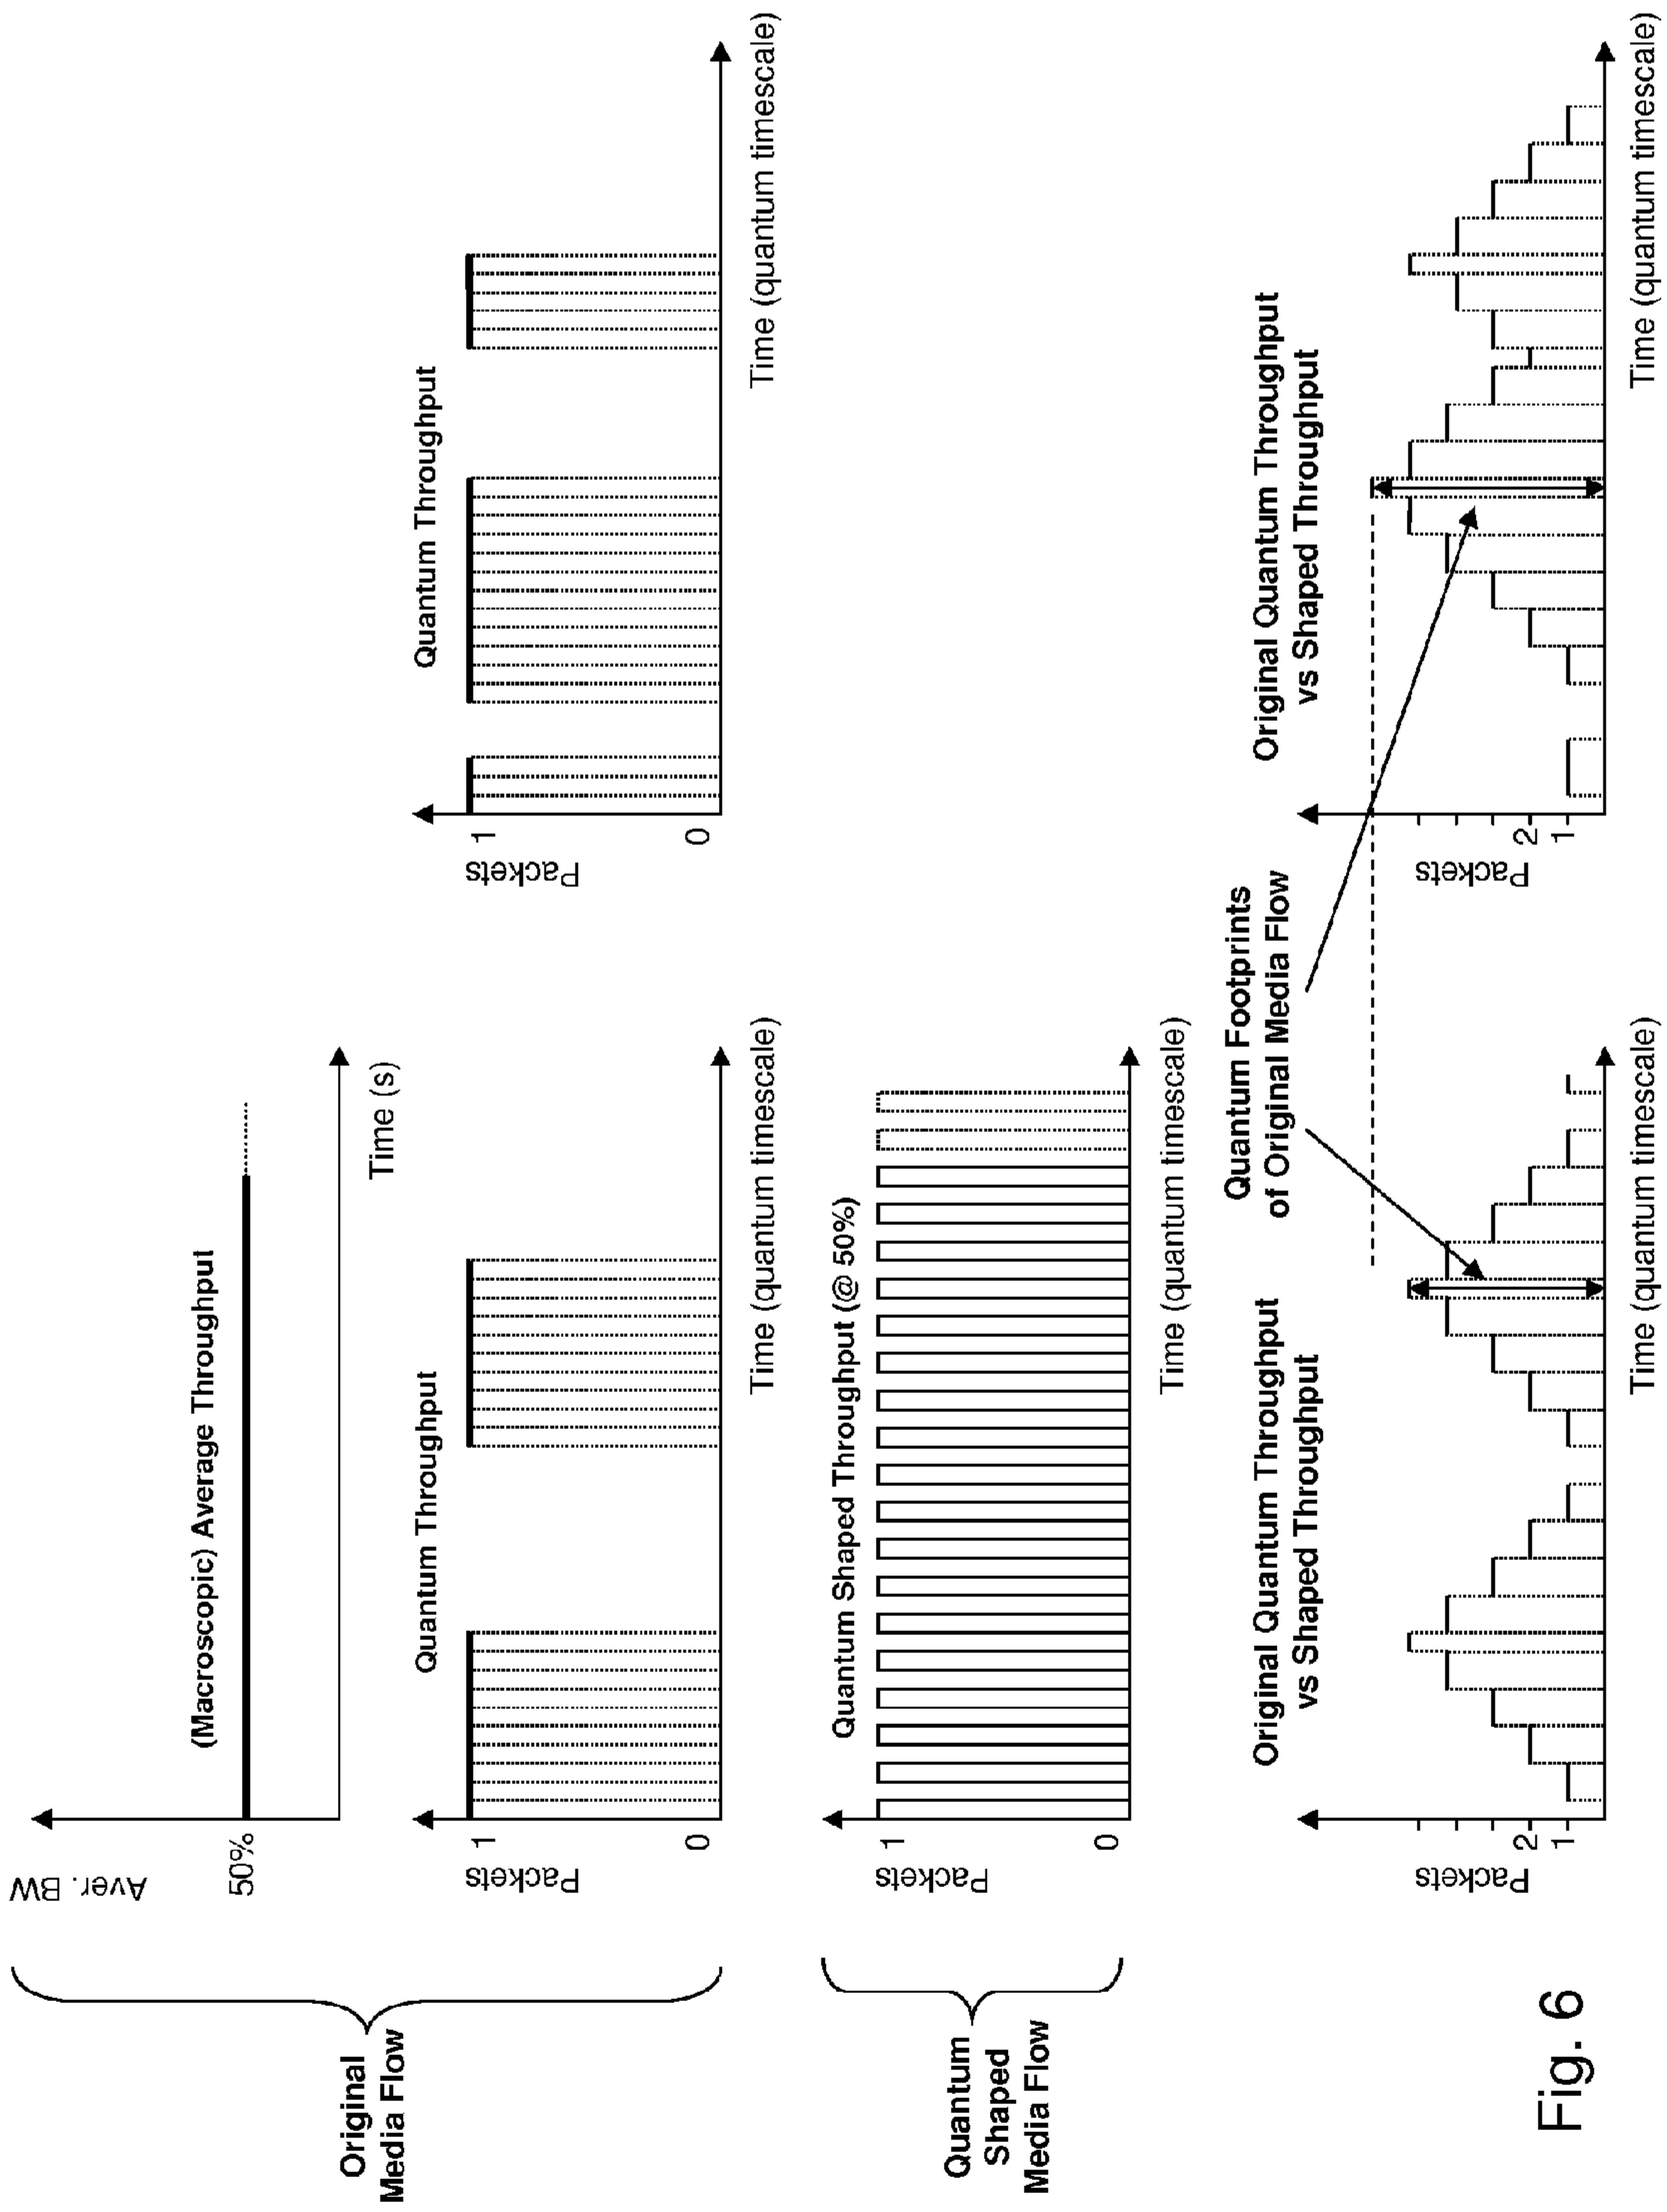 Original
Media Flow
Aver. BW
50%
(Macroscopic) Average Throughput
Time (s)
Quantum Throughput
Packets
1
0
Time (quantum timescale)
Quantum Throughput
Packets
1
0
Time (quantum timescale)
Quantum
Shaped
Media Flow
Quantum Shaped Throughput (@ 50%)
Packets
1
0
Time (quantum timescale)
Original Quantum Throughput
vs Shaped Throughput
Packets
2
1
Time (quantum timescale)
Quantum Footprints
of Original Media Flow
Original Quantum Throughput
vs Shaped Throughput
Packets
2
1
Time (quantum timescale)
Fig. 6